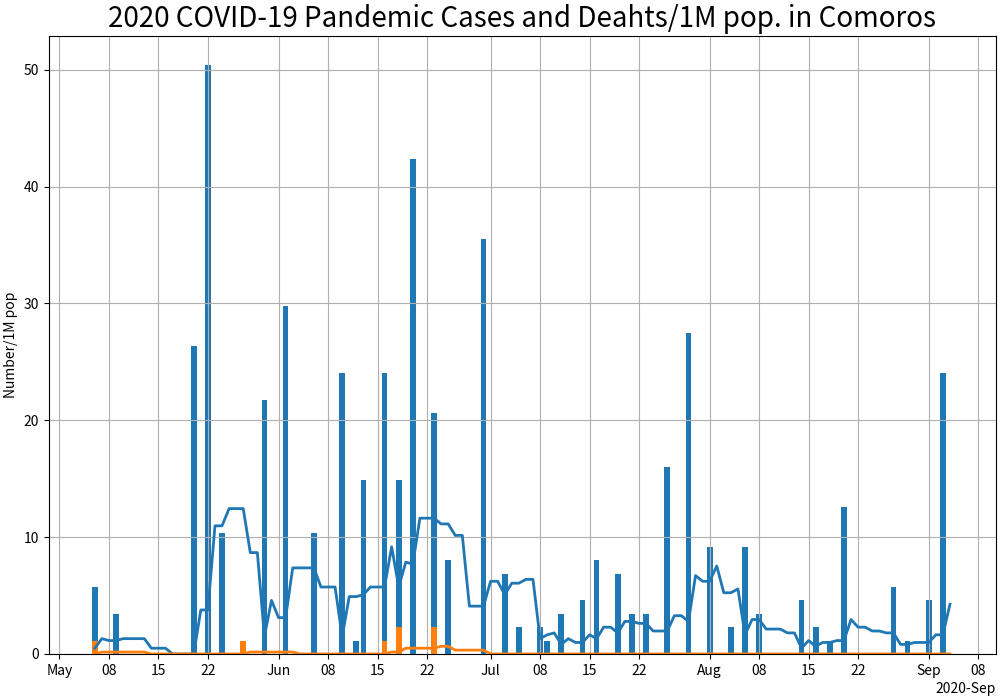 2020 COVID-19 Pandemic Cases and Deahts/1M pop. in Comoros
Number/1M pop
50
40
30
20
10
0
May 08 15 22 Jun 08 15 22 Jul 08 15 22 Aug 08 15 22 Sep 08
2020-Sep